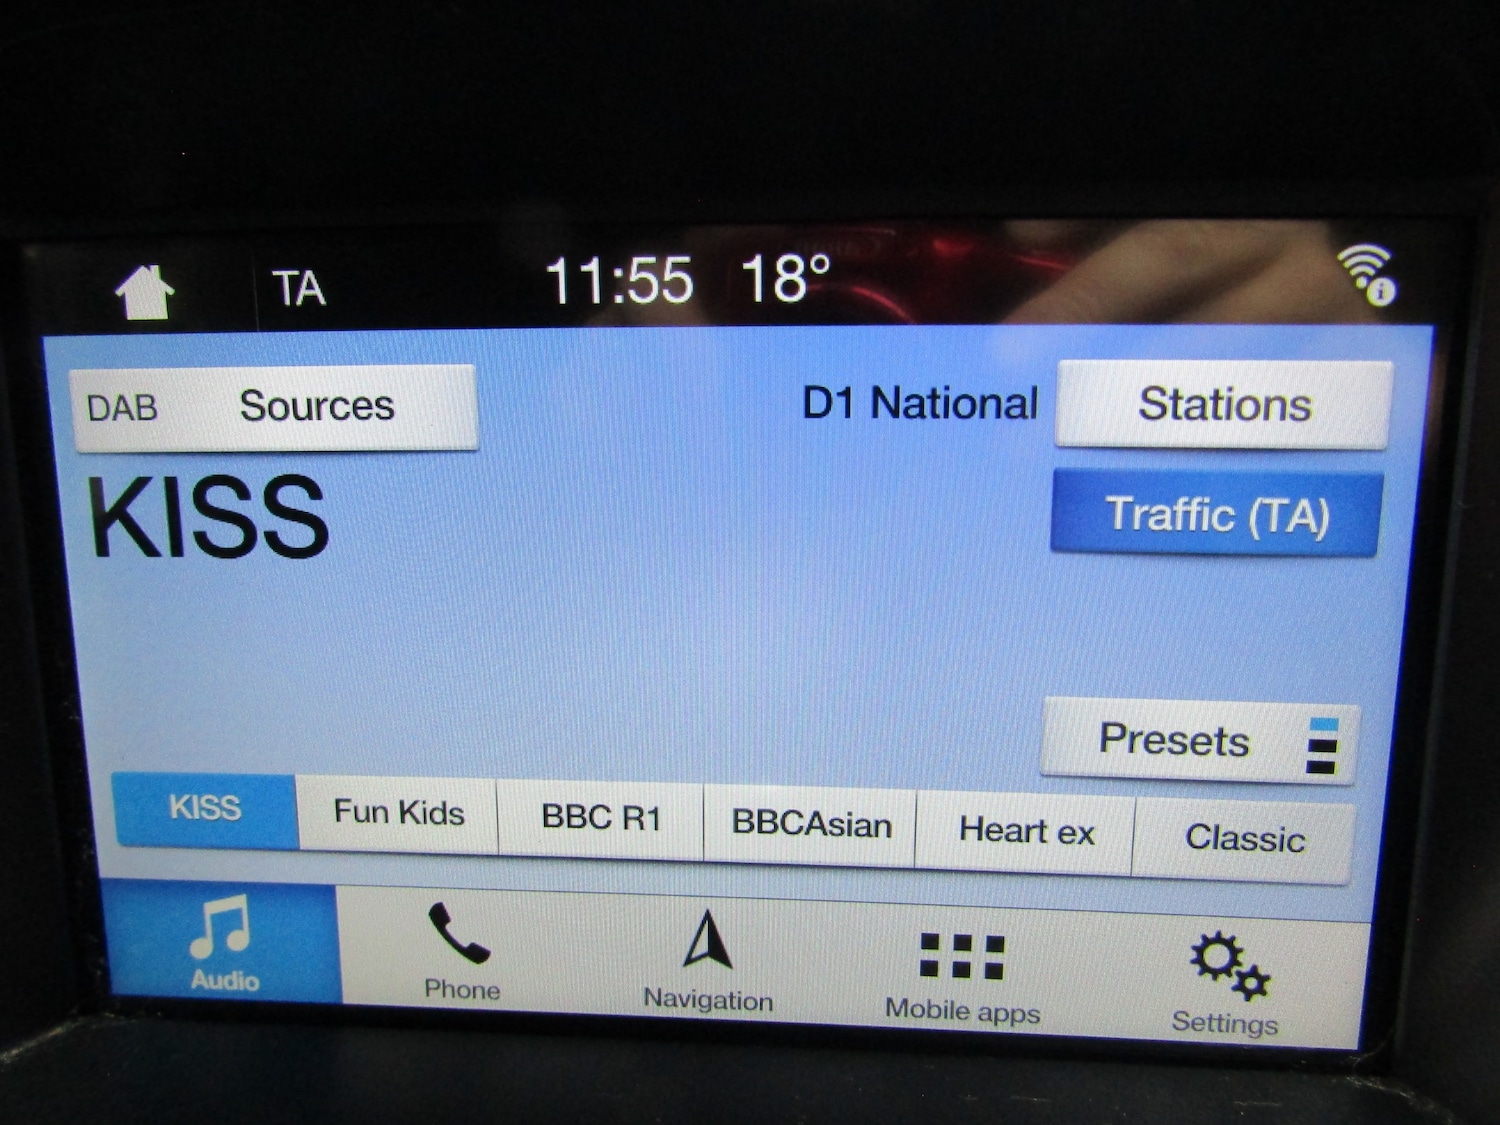 TA 11:55 18°
DAB Sources D1 National Stations
KISS
Traffic (TA)
Presets
KISS Fun Kids BBC R1 BBCAsian Heart ex Classic
Audio Phone Navigation Mobile apps Settings